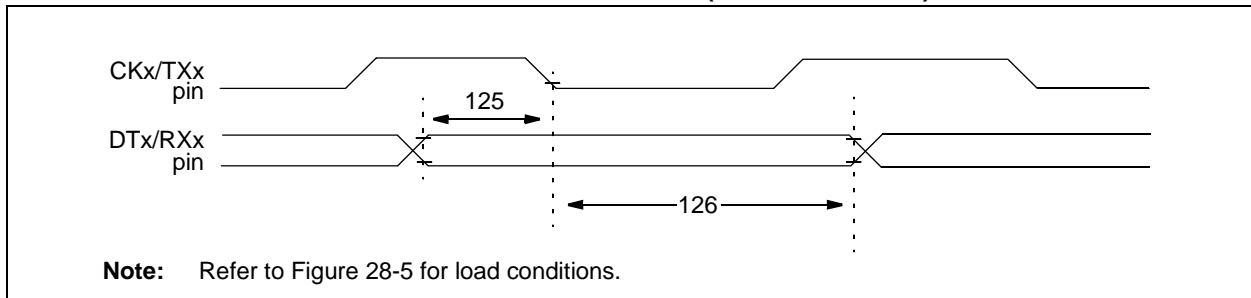 CKx/TXx
pin
125
DTx/RXx
pin
126
Note: Refer to Figure 28-5 for load conditions.